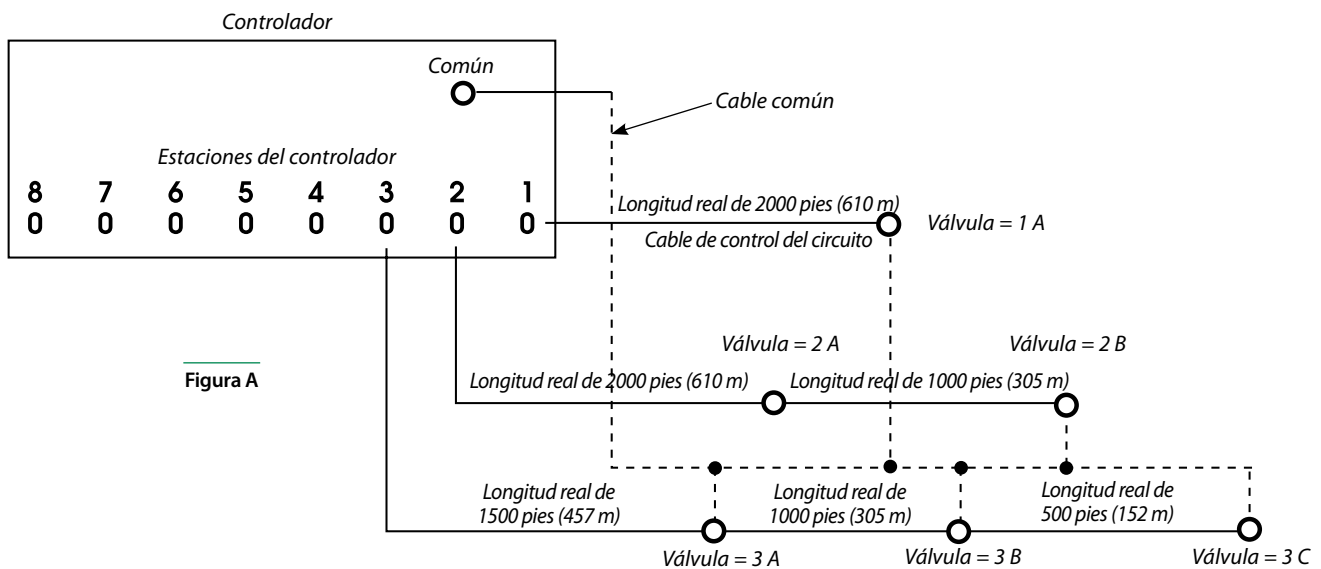 Controlador
Común
Cable común
Estaciones del controlador
8 7 6 5 4 3 2 1
0 0 0 0 0 0 0 0
Longitud real de 2000 pies (610 m)
Cable de control del circuito
Válvula = 1 A
Figura A
Válvula = 2 A
Válvula = 2 B
Longitud real de 2000 pies (610 m)
Longitud real de 1000 pies (305 m)
Longitud real de
1500 pies (457 m)
Longitud real de
1000 pies (305 m)
Longitud real de
500 pies (152 m)
Válvula = 3 A
Válvula = 3 B
Válvula = 3 C